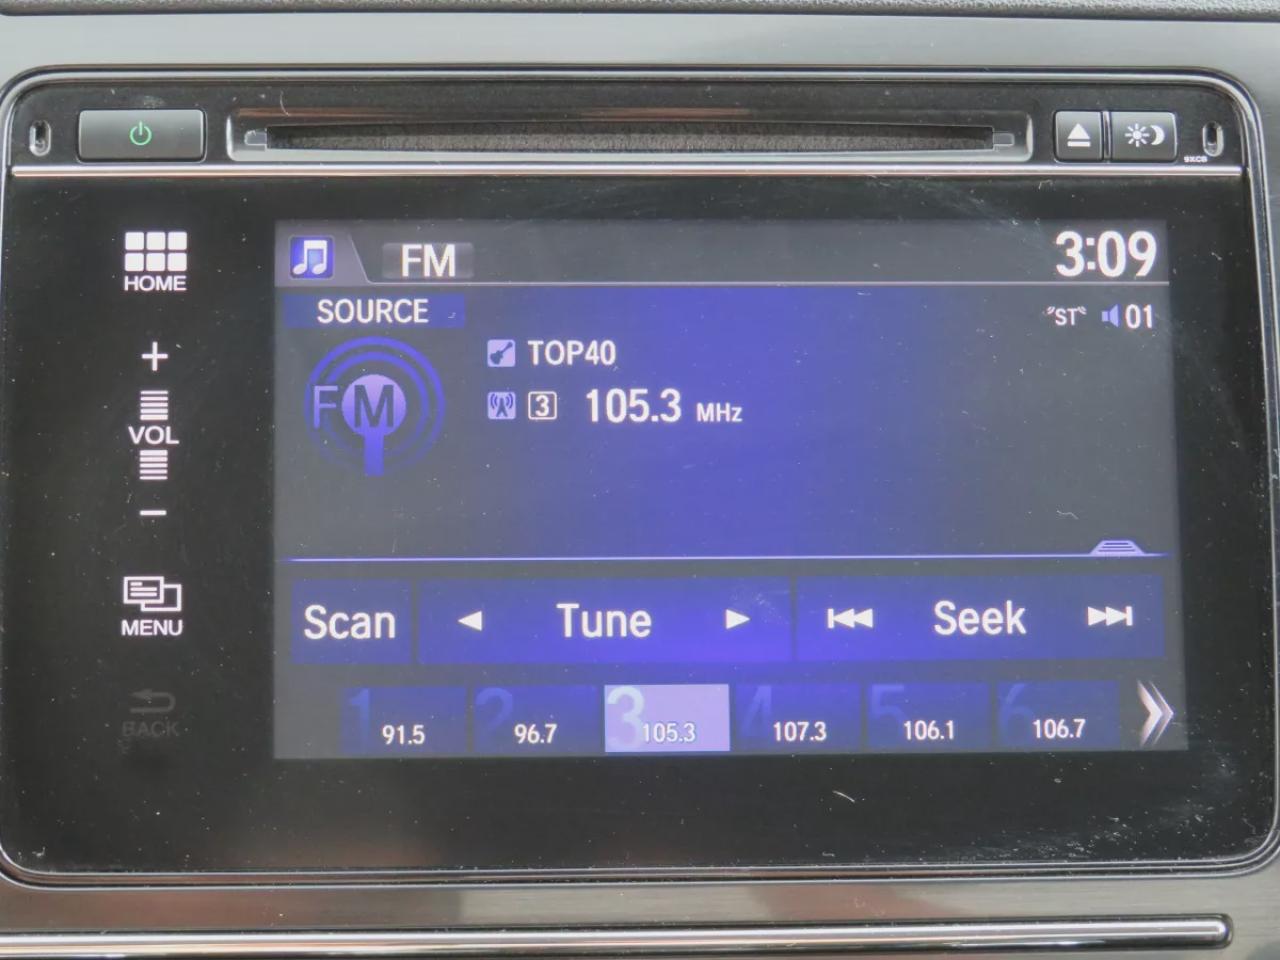 9XCB
HOME
FM
3:09
SOURCE
"ST" 01
TOP40
FM
3 105.3 MHz
VOL
MENU
Scan Tune Seek
BACK
1 91.5 2 96.7 3 105.3 4 107.3 5 106.1 6 106.7